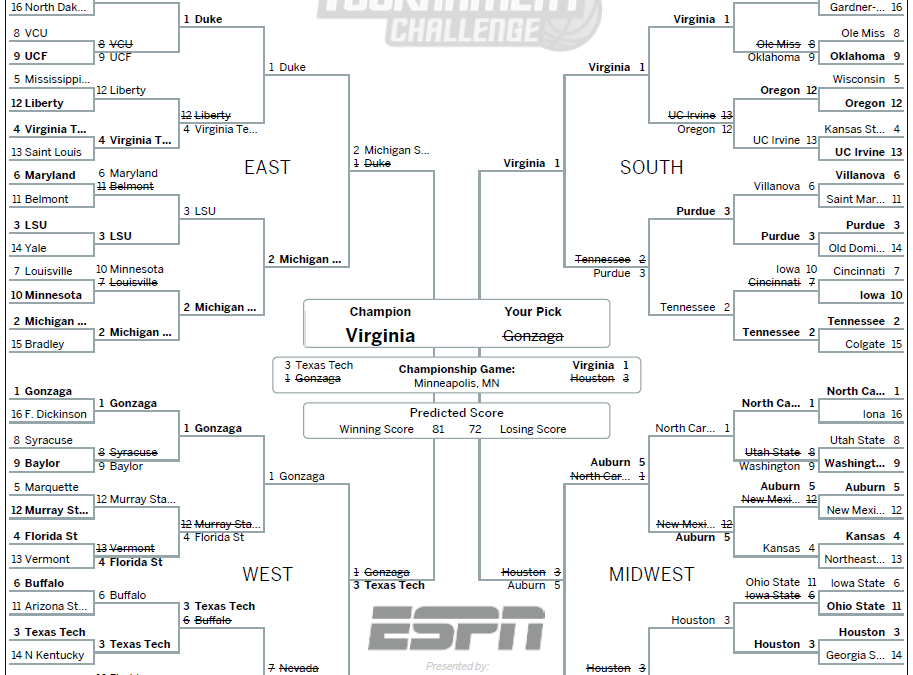 TOURNAMENT
CHALLENGE
16 North Dak...
1 Duke
8 VCU
8 VCU
9 UCF
9 UCF
5 Mississippi...
12 Liberty
12 Liberty
1 Duke
12 Liberty
4 Virginia Te...
4 Virginia T...
4 Virginia T...
13 Saint Louis
EAST
2 Michigan S...
1 Duke
6 Maryland
6 Maryland
11 Belmont
11 Belmont
3 LSU
3 LSU
3 LSU
14 Yale
7 Louisville
10 Minnesota
7 Louisville
10 Minnesota
2 Michigan ...
2 Michigan ...
2 Michigan ...
2 Michigan ...
15 Bradley
Gardner-... 16
Virginia 1
Ole Miss 8
Ole Miss 8
Oklahoma 9
Oklahoma 9
Virginia 1
Wisconsin 5
Oregon 12
Oregon 12
UC Irvine 13
Oregon 12
Kansas St... 4
UC Irvine 13
UC Irvine 13
Virginia 1
SOUTH
Villanova 6
Villanova 6
Saint Mar... 11
Purdue 3
Purdue 3
Purdue 3
Old Domi... 14
Tennessee 2
Purdue 3
Iowa 10
Cincinnati 7
Cincinnati 7
Iowa 10
Tennessee 2
Tennessee 2
Tennessee 2
Colgate 15
Champion
Virginia
Your Pick
Gonzaga
3 Texas Tech
1 Gonzaga
Championship Game:
Minneapolis, MN
Virginia 1
Houston 3
Predicted Score
Winning Score 81 72 Losing Score
1 Gonzaga
1 Gonzaga
16 F. Dickinson
1 Gonzaga
8 Syracuse
8 Syracuse
9 Baylor
9 Baylor
1 Gonzaga
5 Marquette
12 Murray Sta...
12 Murray St...
12 Murray Sta...
4 Florida St
4 Florida St
13 Vermont
4 Florida St
13 Vermont
WEST
1 Gonzaga
3 Texas Tech
6 Buffalo
6 Buffalo
11 Arizona St...
3 Texas Tech
6 Buffalo
3 Texas Tech
3 Texas Tech
14 N Kentucky
7 Nevada
North Ca... 1
North Ca... 1
Iona 16
North Car... 1
Utah State 8
Utah State 8
Washington 9
Washingt... 9
Auburn 5
North Car... 1
Auburn 5
Auburn 5
New Mexi... 12
New Mexi... 12
New Mexi... 12
Auburn 5
Kansas 4
Kansas 4
Northeast... 13
Houston 3
Auburn 5
MIDWEST
Iowa State 6
Ohio State 11
Iowa State 6
Ohio State 11
Houston 3
Houston 3
Houston 3
Georgia S... 14
Houston 3
ESPN
Presented by: